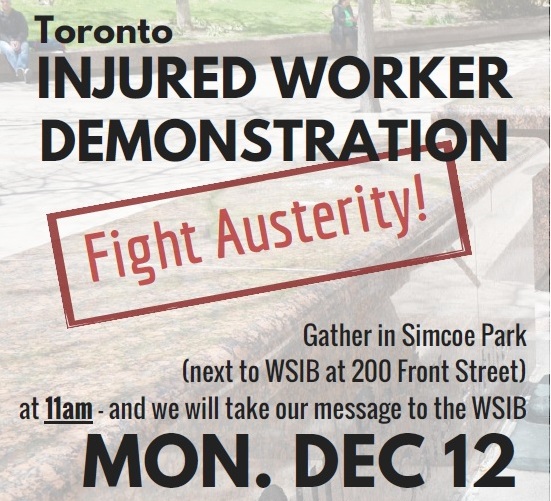 Toronto
INJURED WORKER
DEMONSTRATION
Fight Austerity!
Gather in Simcoe Park
(next to WSIB at 200 Front Street)
at 11am - and we will take our message to the WSIB
MON. DEC 12